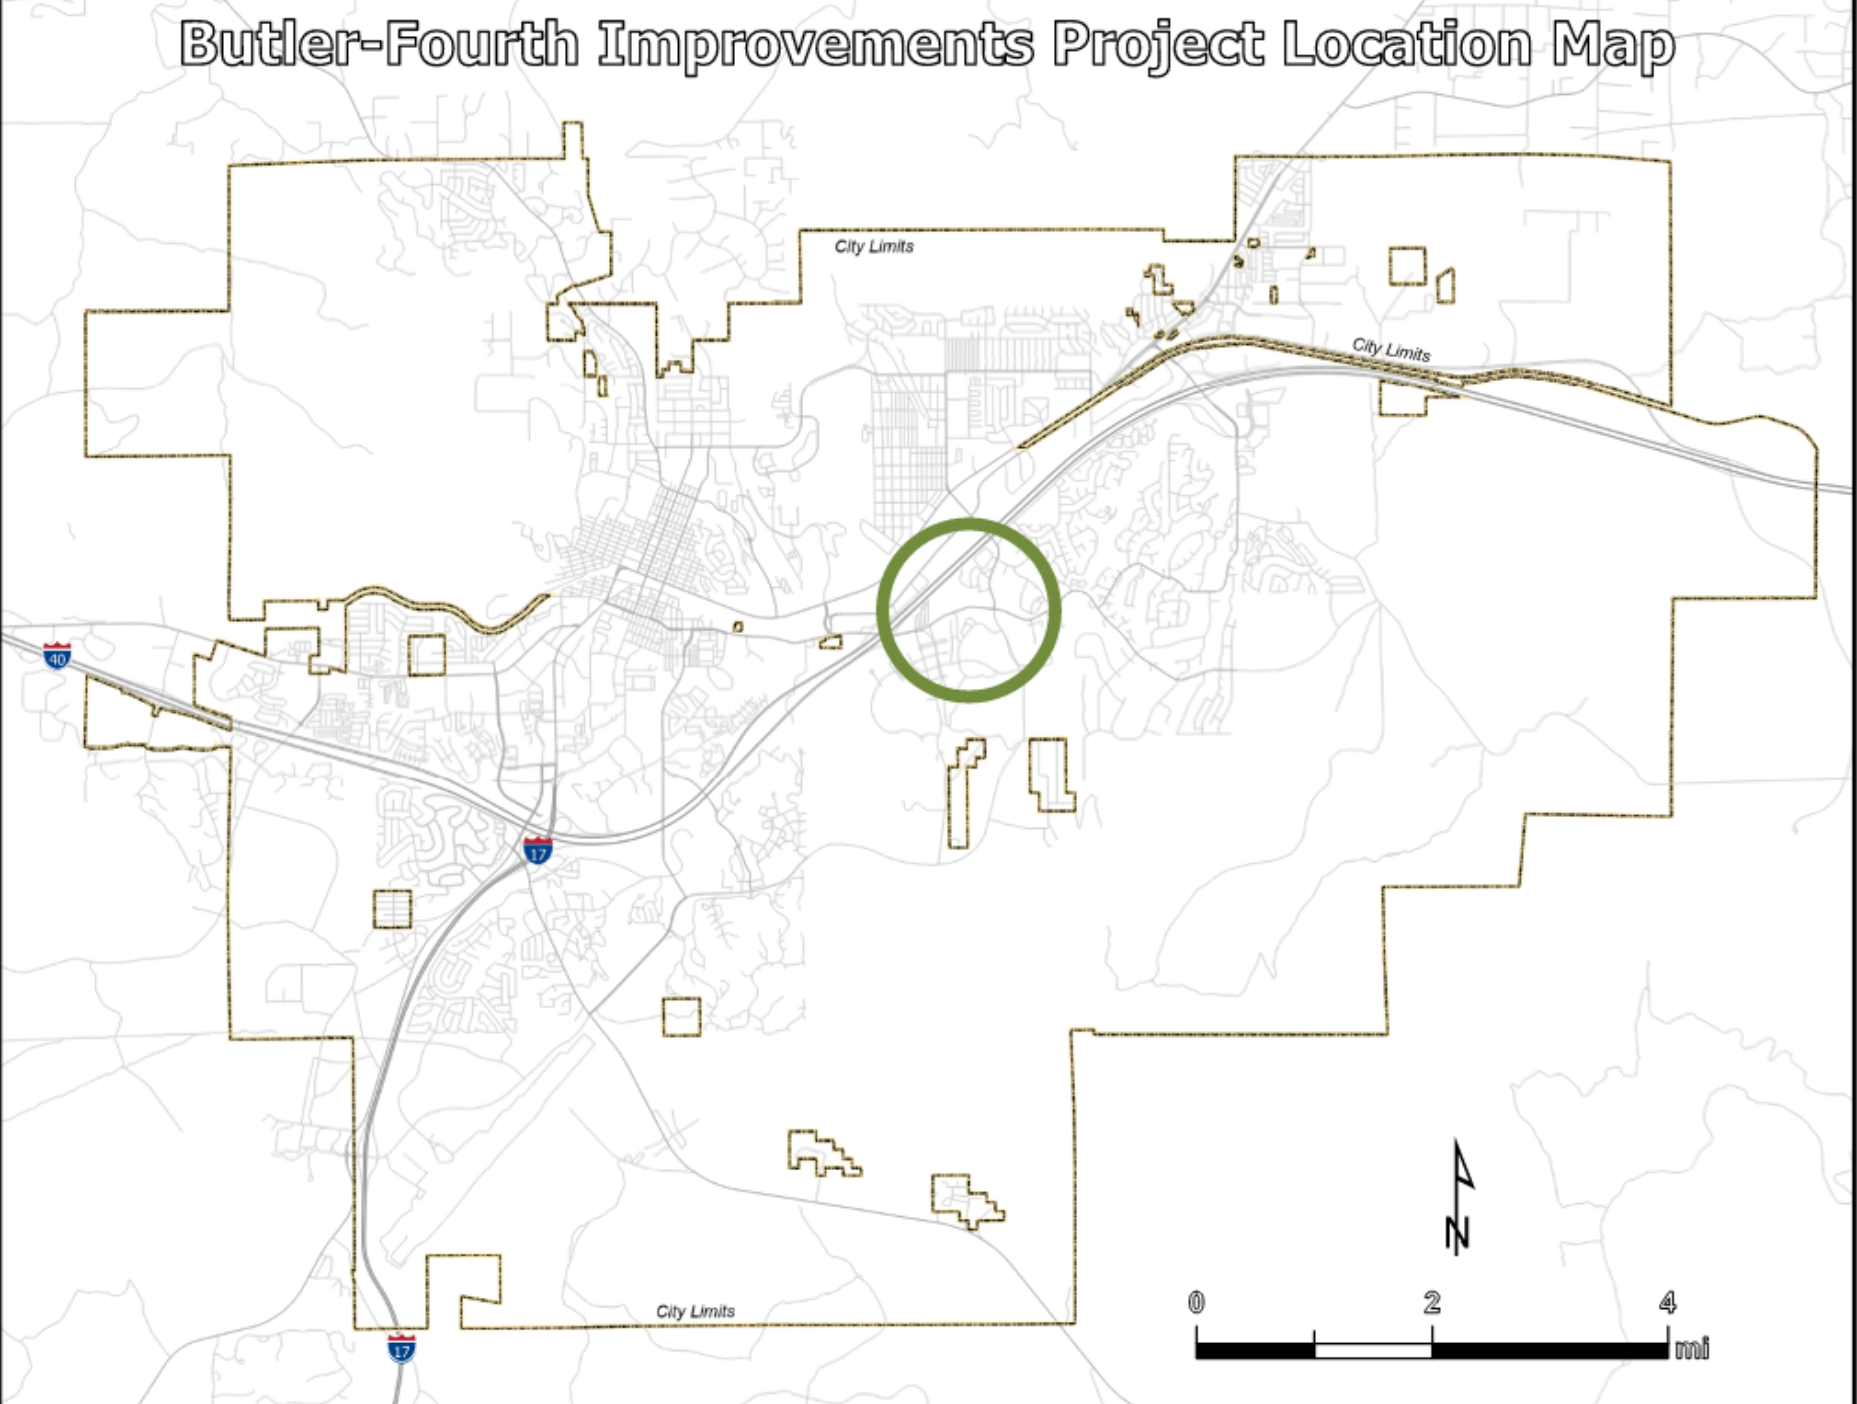 Butler-Fourth Improvements Project Location Map
City Limits
City Limits
40
17
N
0 2 4
City Limits
mi
17